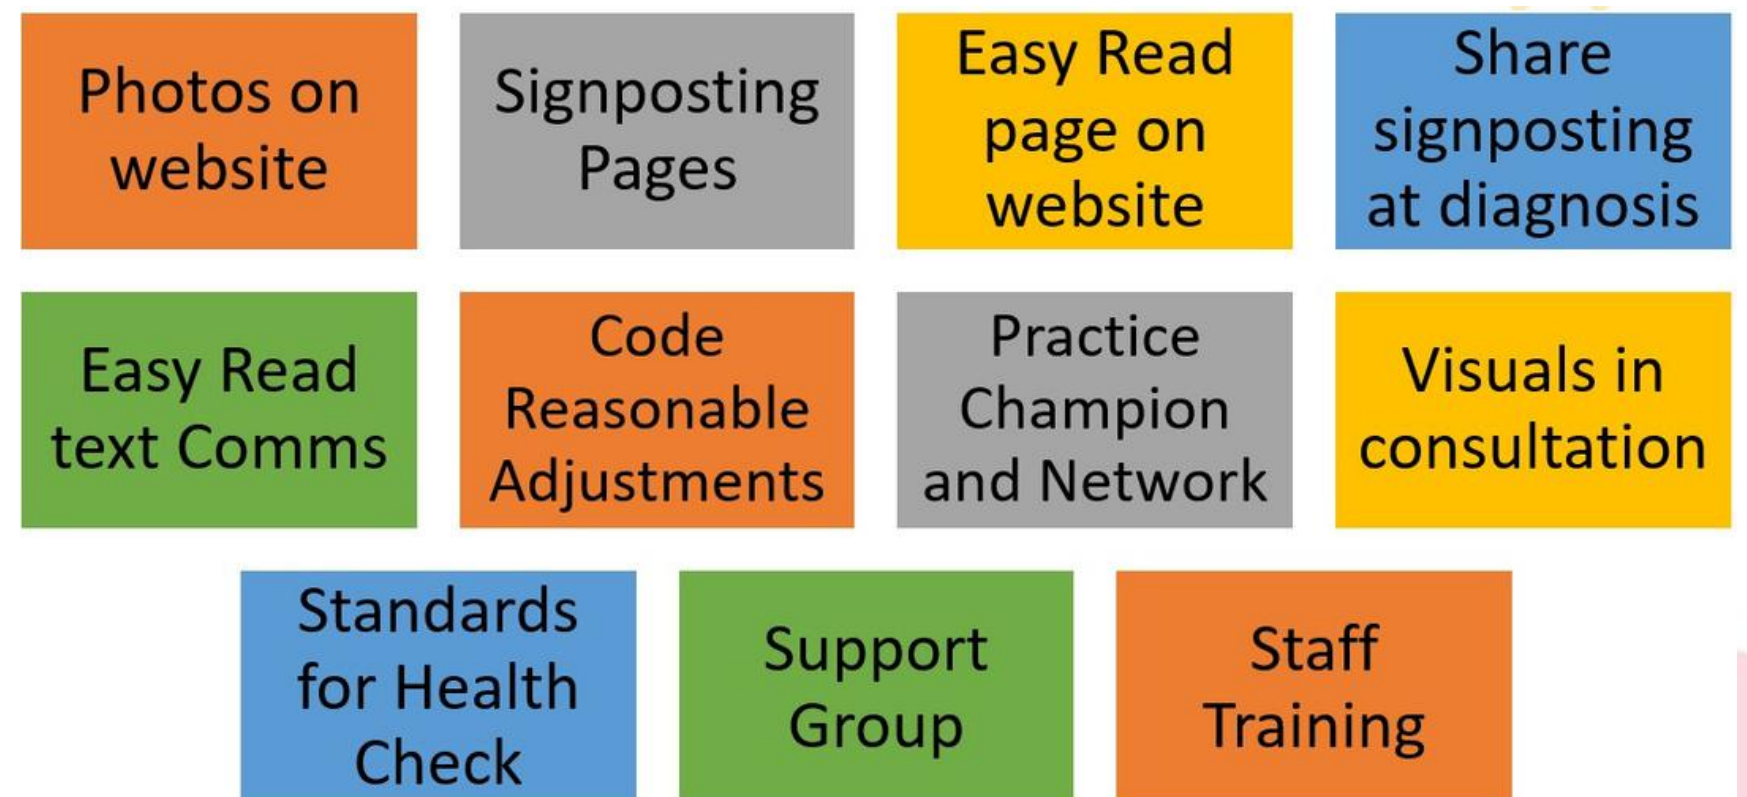 Photos on
website
Signposting
Pages
Easy Read
page on
website
Share
signposting
at diagnosis
Easy Read
text Comms
Code
Reasonable
Adjustments
Practice
Champion
and Network
Visuals in
consultation
Standards
for Health
Check
Support
Group
Staff
Training